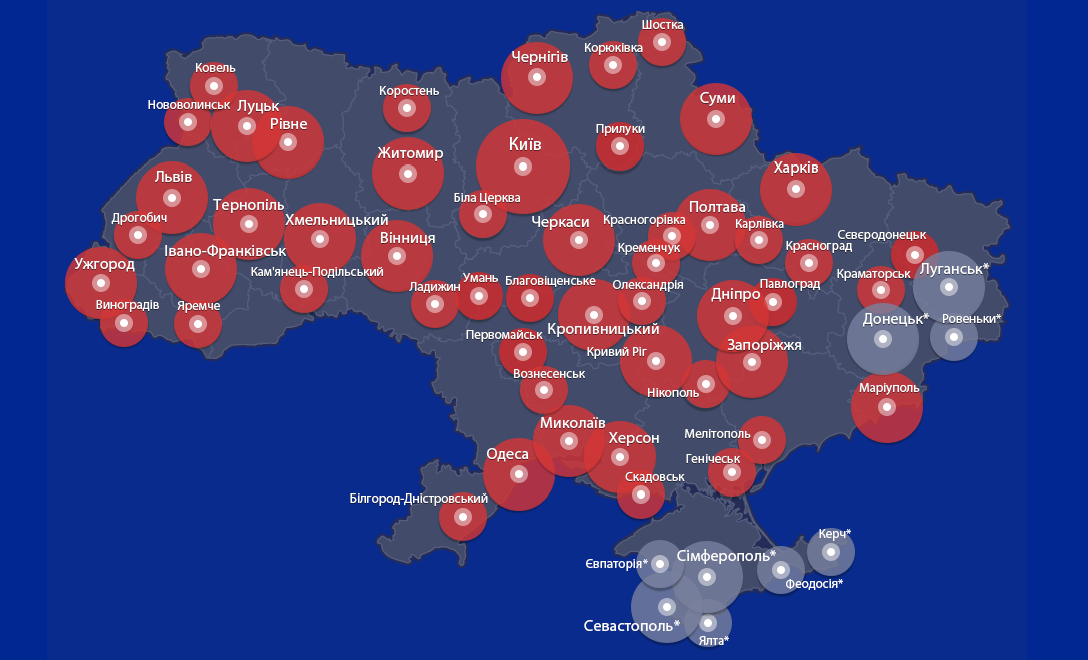 Шостка
Корюківка
Чернігів
Ковель
Коростень
Суми
Нововолинськ
Луцьк
Рівне
Прилуки
Київ
Житомир
Харків
Львів
Біла Церква
Тернопіль
Полтава
Дрогобич
Хмельницький
Черкаси
Красногорівка
Карлівка
Вінниця
Сєвєродонецьк
Івано-Франківськ
Кременчук
Красноград
Ужгород
Кам'янець-Подільський
Луганськ*
Краматорськ
Умань
Благовіщенське
Ладижин
Олександрія
Павлоград
Дніпро
Виноградів
Яремче
Донецьк*
Ровеньки*
Кропивницький
Первомайськ
Запоріжжя
Кривий Ріг
Вознесенськ
Маріуполь
Нікополь
Миколаїв
Мелітополь
Херсон
Одеса
Генічеськ
Скадовськ
Білгород-Дністровський
Керч*
Сімферополь*
Євпаторія*
Феодосія*
Севастополь*
Ялта*